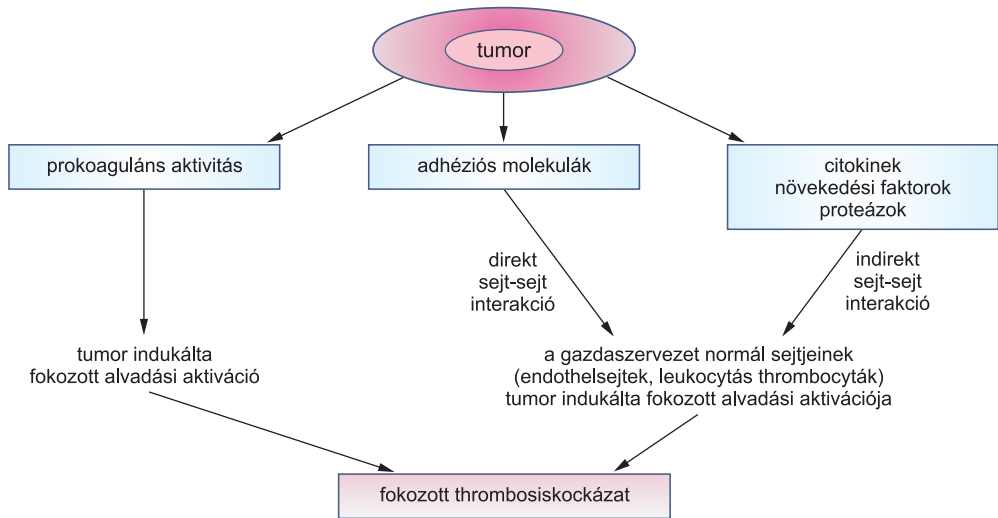 tumor
prokoaguláns aktivitás
adhéziós molekulák
citokinek
növekedési faktorok
proteázok
direkt
sejt-sejt
interakció
indirekt
sejt-sejt
interakció
tumor indukálta
fokozott alvadási aktiváció
a gazdaszervezet normál sejtjeinek
(endothelsejtek, leukocytás thrombocyták)
tumor indukálta fokozott alvadási aktivációja
fokozott thrombosiskockázat